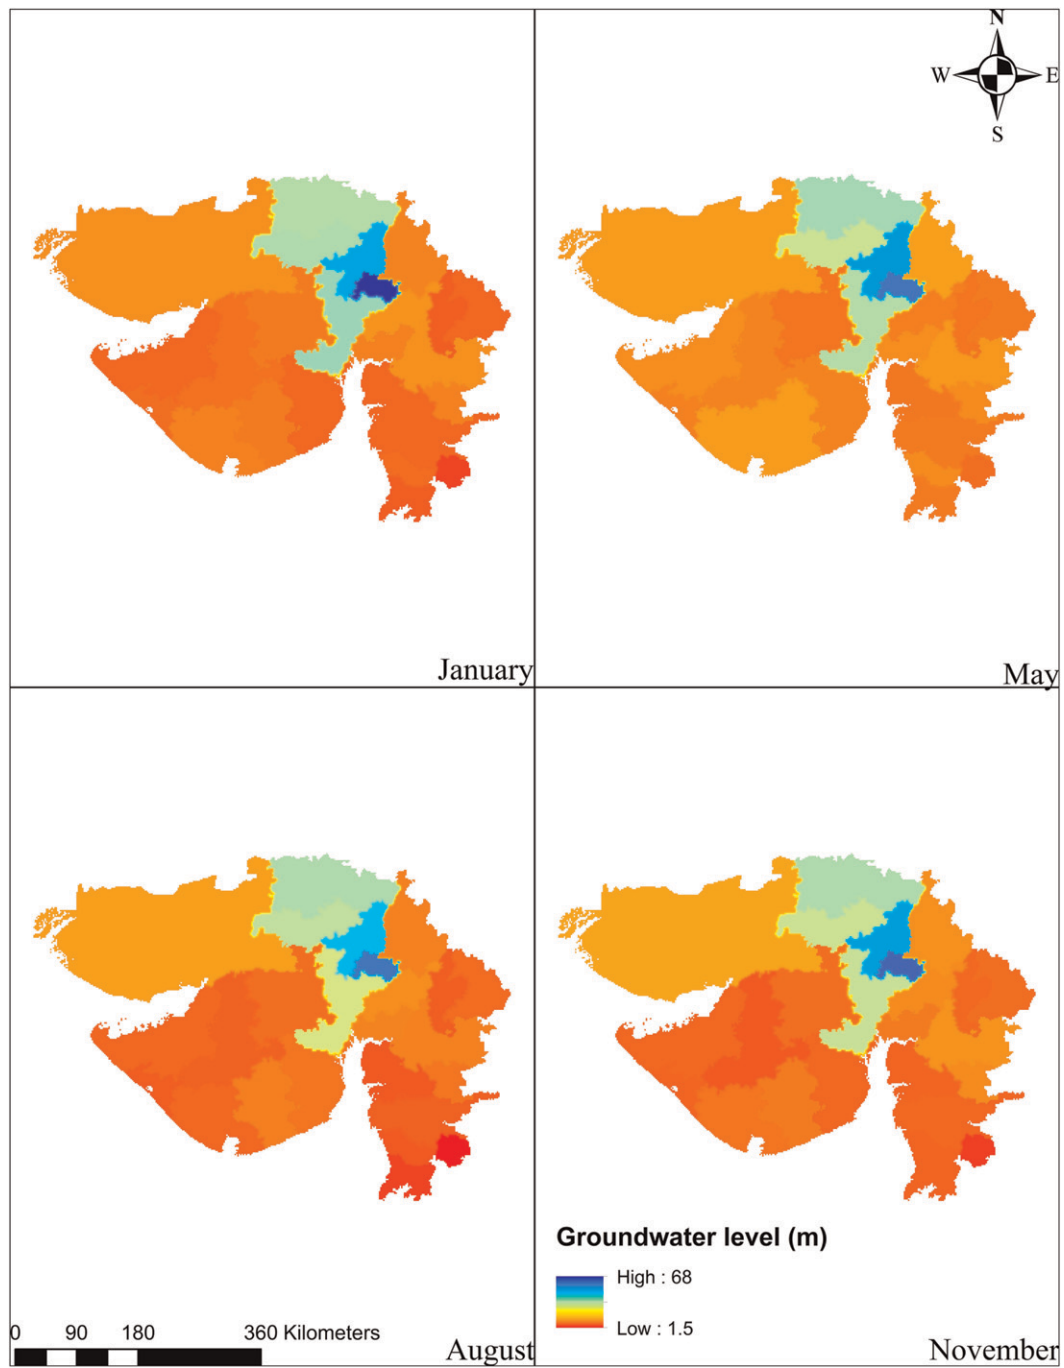 N
W E
S
January
May
Groundwater level (m)
High : 68
Low : 1.5
0 90 180 360 Kilometers
August
November